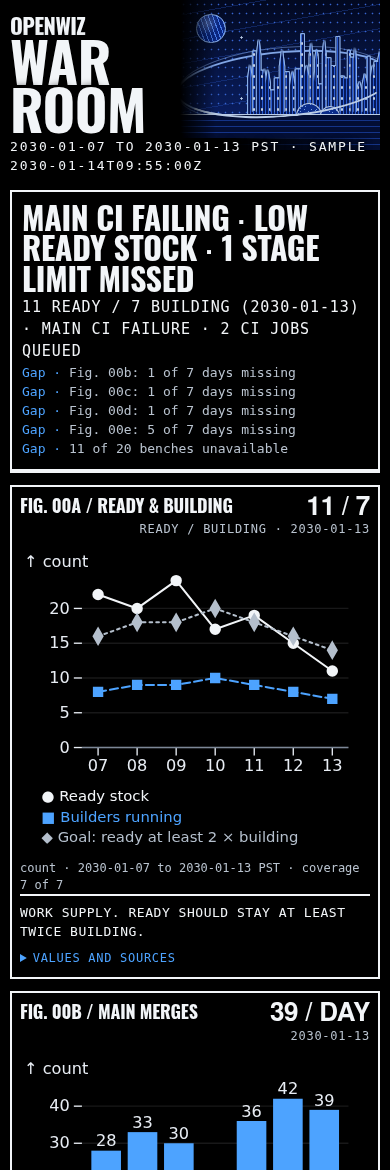 OPENWIZ
WAR
ROOM
2030-01-07 TO 2030-01-13 PST · SAMPLE
2030-01-14T09:55:00Z
MAIN CI FAILING · LOW
READY STOCK · 1 STAGE
LIMIT MISSED
11 READY / 7 BUILDING (2030-01-13)
· MAIN CI FAILURE · 2 CI JOBS
QUEUED
Gap · Fig. 00b: 1 of 7 days missing
Gap · Fig. 00c: 1 of 7 days missing
Gap · Fig. 00d: 1 of 7 days missing
Gap · Fig. 00e: 5 of 7 days missing
Gap · 11 of 20 benches unavailable
FIG. 00A / READY & BUILDING 11 / 7
READY / BUILDING · 2030-01-13
↑ count
20
15
10
5
0
07 08 09 10 11 12 13
Ready stock
Builders running
Goal: ready at least 2 × building
count · 2030-01-07 to 2030-01-13 PST · coverage
7 of 7
WORK SUPPLY. READY SHOULD STAY AT LEAST
TWICE BUILDING.
VALUES AND SOURCES
FIG. 00B / MAIN MERGES 39 / DAY
2030-01-13
↑ count
28 33 30 36 42 39
40
30